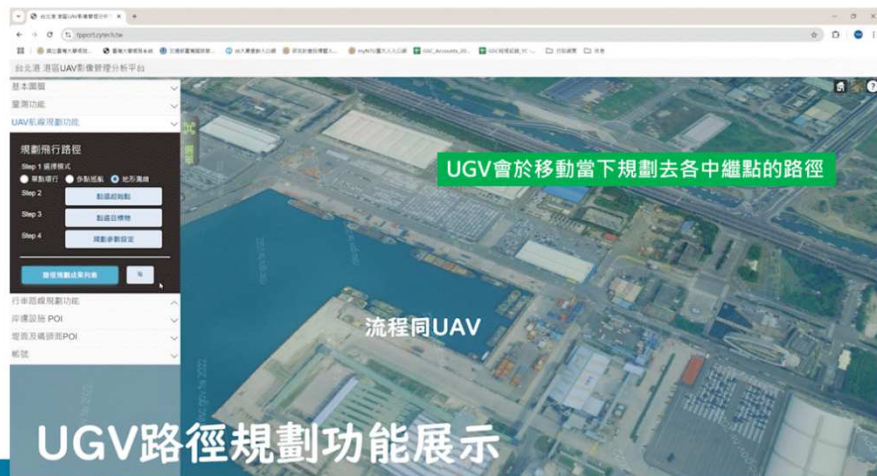 tpport.cytech.tw
台北港 港區UAV影像管理分析平台
基本圖層
量測功能
UAV航線規劃功能
規劃飛行路徑
Step 1 選擇模式
單點環行 多點巡航 地形測繪
Step 2 點選起始點
Step 3 點選目標物
Step 4 規劃參數設定
路徑規劃成果列表
行車路線規劃功能
岸邊設施 POI
堤面及碼頭面POI
帳號
UGV會於移動當下規劃去各中繼點的路徑
流程同UAV
UGV路徑規劃功能展示